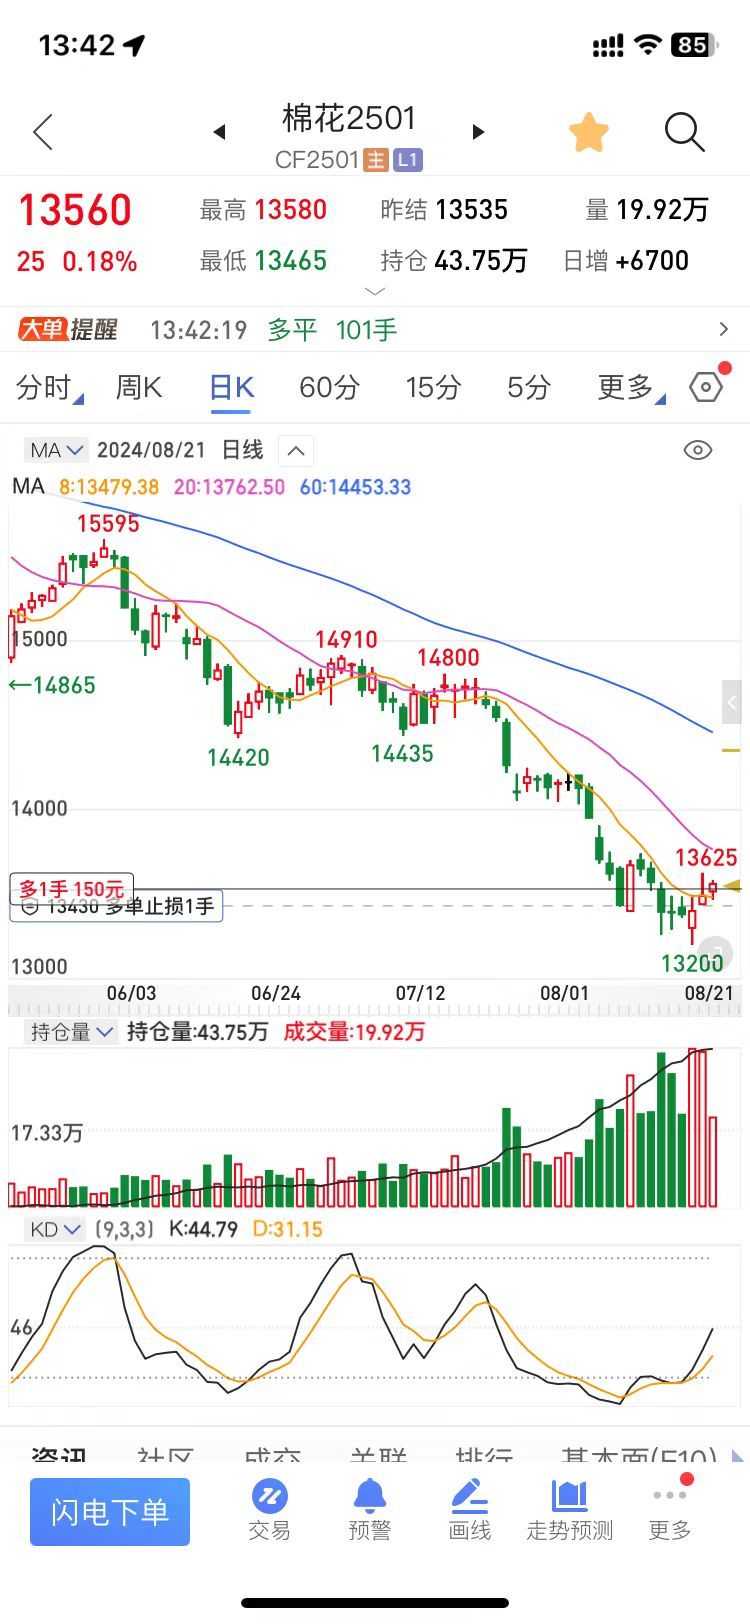 13:42 85
棉花2501
CF2501 主 L1
13560 最高 13580 昨结 13535 量 19.92万
25 0.18% 最低 13465 持仓 43.75万 日增 +6700
大单提醒 13:42:19 多平 101手
分时 周K 日K 60分 15分 5分 更多
MA 2024/08/21 日线
MA 8:13479.38 20:13762.50 60:14453.33
15595
15000 14910
14800
←14865
14420 14435
14000
13625
多1手 150元
13430 多单止损1手
13000 13200
06/03 06/24 07/12 08/01 08/21
持仓量 持仓量:43.75万 成交量:19.92万
17.33万
KD (9,3,3) K:44.79 D:31.15
46
资讯 社区 成交 关联 排行 基本面(F10)
闪电下单 交易 预警 画线 走势预测 更多